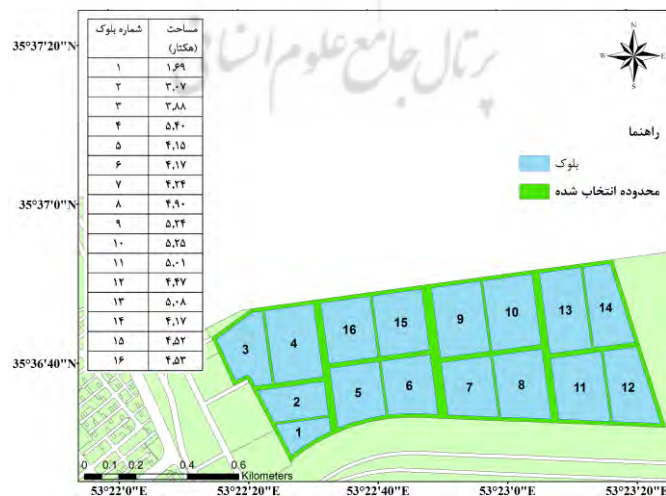 پرتال جامع علوم انسانی
شماره بلوک	مساحت (هکتار)
۱	۱,۶۹
۲	۳,۰۷
۳	۳,۸۸
۴	۵,۴۰
۵	۴,۱۵
۶	۴,۱۷
۷	۴,۲۴
۸	۴,۹۰
۹	۵,۲۴
۱۰	۵,۲۵
۱۱	۵,۰۱
۱۲	۴,۴۷
۱۳	۵,۰۸
۱۴	۴,۱۷
۱۵	۴,۵۲
۱۶	۴,۵۳
N
W E
S
راهنما
بلوک
محدوده انتخاب شده
35°37'20"N
35°37'0"N
35°36'40"N
3 4 16 15 9 10 13 14
2 5 6 7 8 11 12
1
0 0.1 0.2 0.4 0.6
Kilometers
53°22'0"E 53°22'20"E 53°22'40"E 53°23'0"E 53°23'20"E